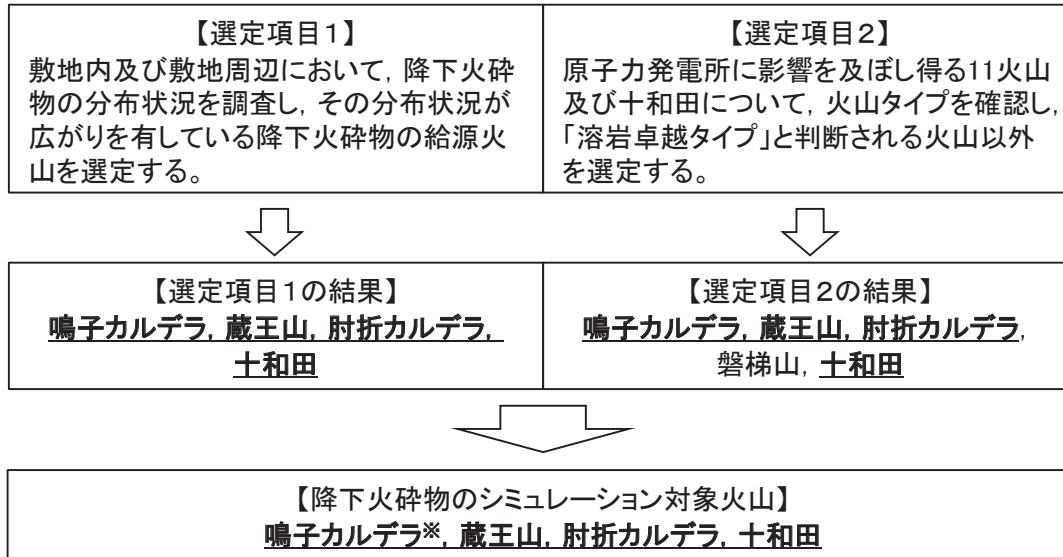 【選定項目1】
敷地内及び敷地周辺において,降下火砕
物の分布状況を調査し,その分布状況が
広がりを有している降下火砕物の給源火
山を選定する。
【選定項目2】
原子力発電所に影響を及ぼし得る11火山
及び十和田について,火山タイプを確認し,
「溶岩卓越タイプ」と判断される火山以外
を選定する。
【選定項目1の結果】
鳴子カルデラ,蔵王山,肘折カルデラ,
十和田
【選定項目2の結果】
鳴子カルデラ,蔵王山,肘折カルデラ,
磐梯山,十和田
【降下火砕物のシミュレーション対象火山】
鳴子カルデラ※,蔵王山,肘折カルデラ,十和田